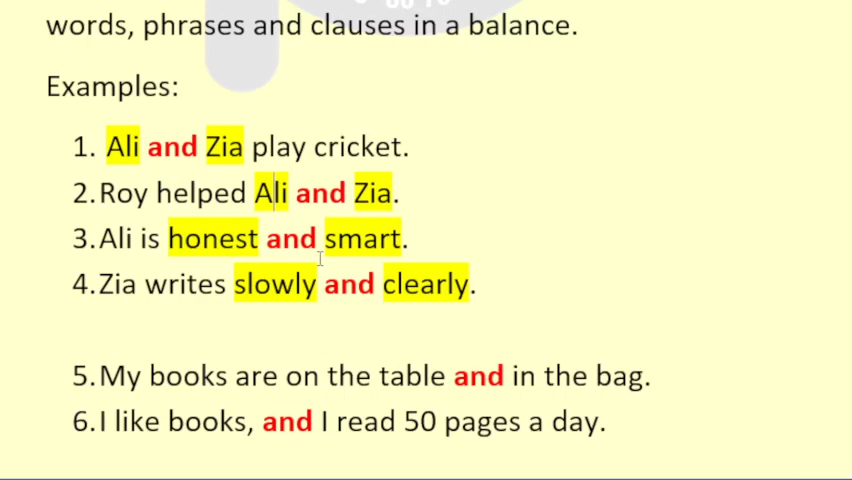 words, phrases and clauses in a balance.
Examples:
1. Ali and Zia play cricket.
2. Roy helped Ali and Zia.
3. Ali is honest and smart.
4. Zia writes slowly and clearly.
5. My books are on the table and in the bag.
6. I like books, and I read 50 pages a day.